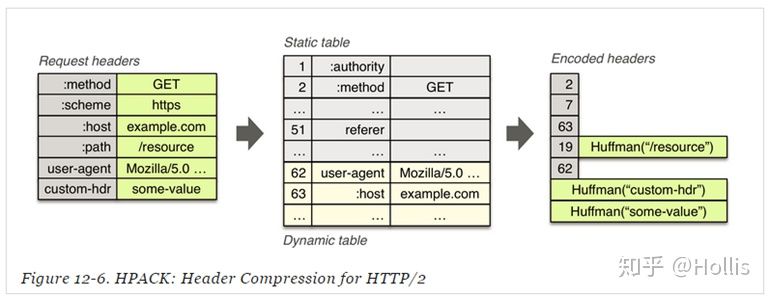 Request headers
:method GET
:scheme https
:host example.com
:path /resource
user-agent Mozilla/5.0 ...
custom-hdr some-value
Static table
1 :authority
2 :method GET
... ... ...
51 referer
... ... ...
62 user-agent Mozilla/5.0 ...
63 :host example.com
... ... ...
Dynamic table
Encoded headers
2
7
63
19 Huffman("/resource")
62
Huffman("custom-hdr")
Huffman("some-value")
Figure 12-6. HPACK: Header Compression for HTTP/2
知乎 @Hollis